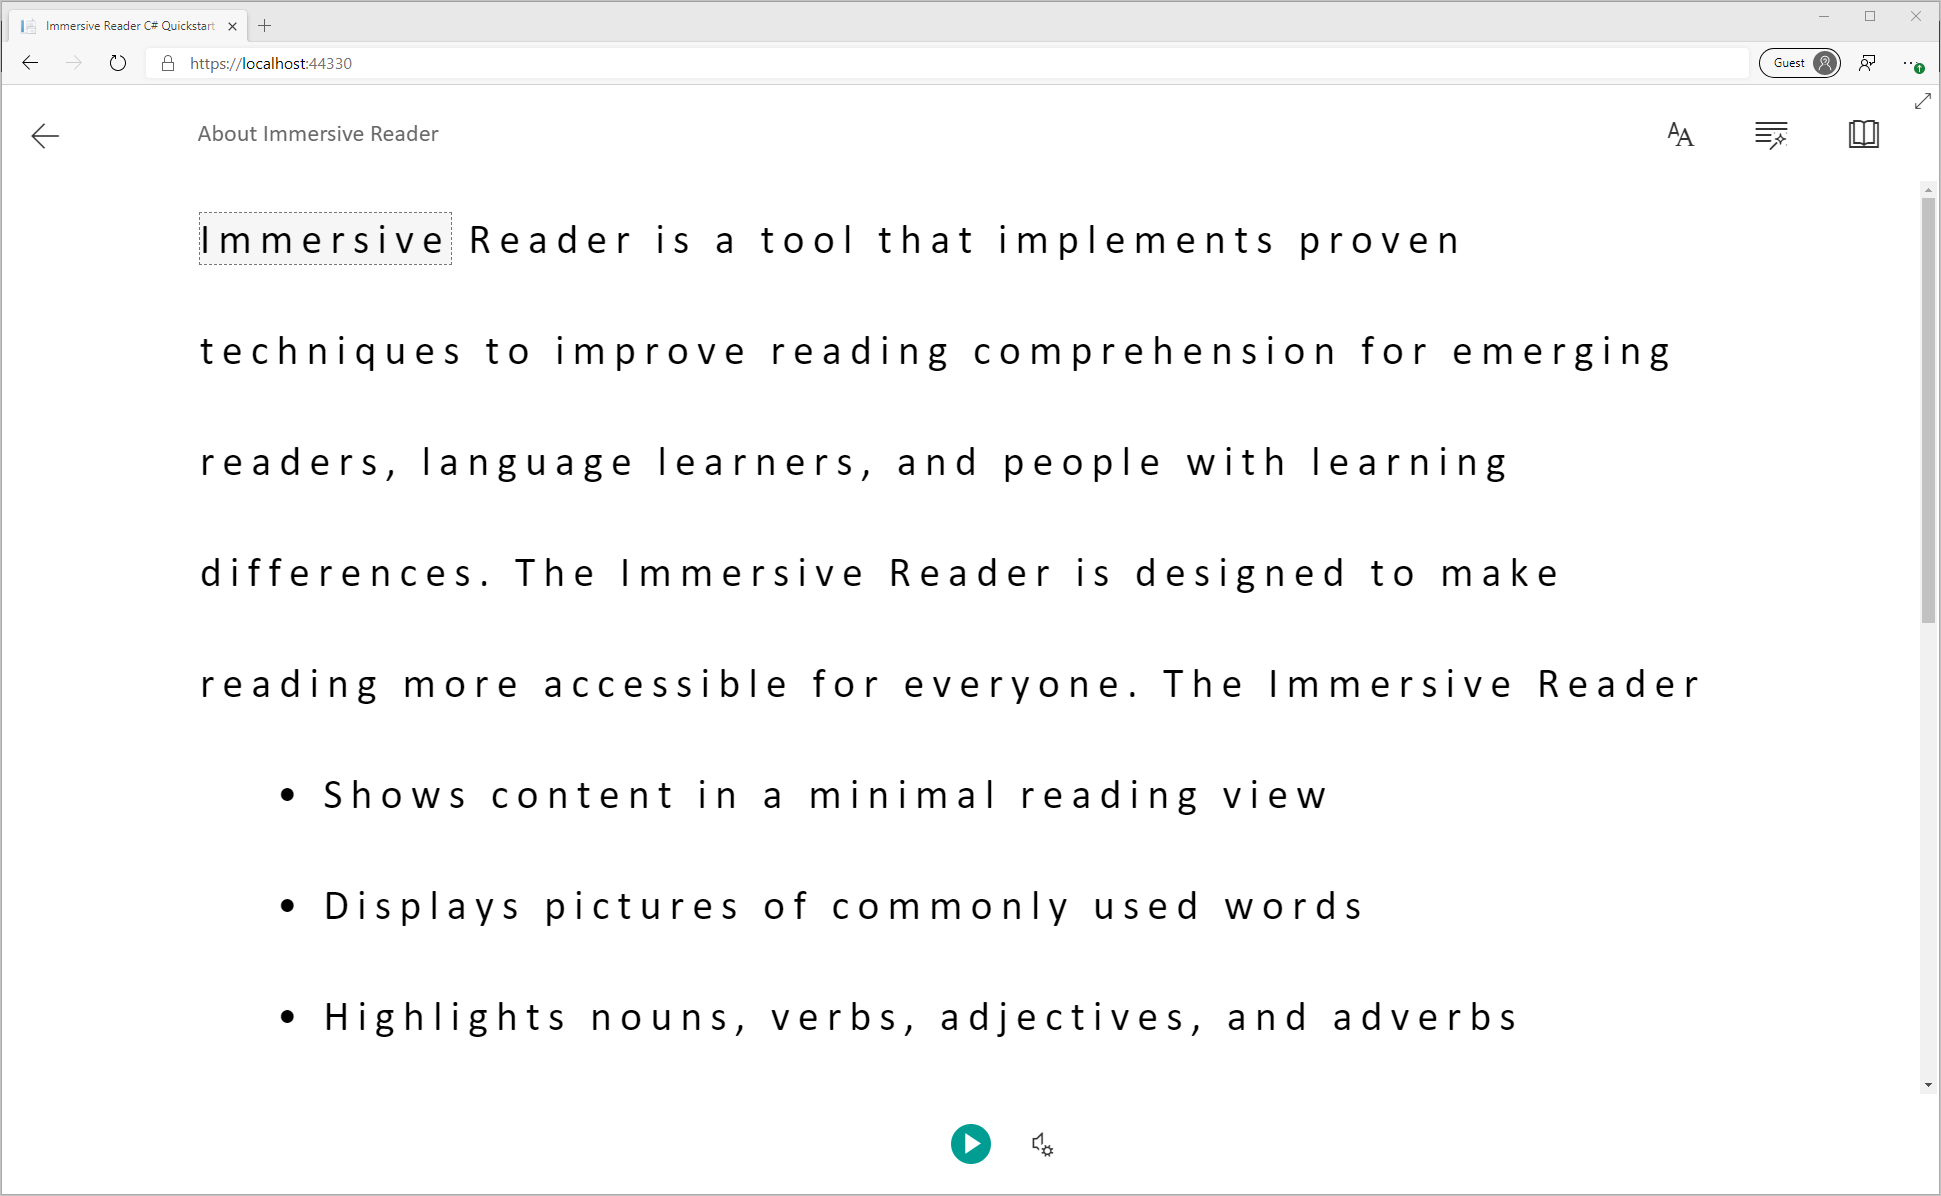 Immersive Reader C# Quickstart
https://localhost:44330
Guest
About Immersive Reader
Immersive Reader is a tool that implements proven
techniques to improve reading comprehension for emerging
readers, language learners, and people with learning
differences. The Immersive Reader is designed to make
reading more accessible for everyone. The Immersive Reader
• Shows content in a minimal reading view
• Displays pictures of commonly used words
• Highlights nouns, verbs, adjectives, and adverbs